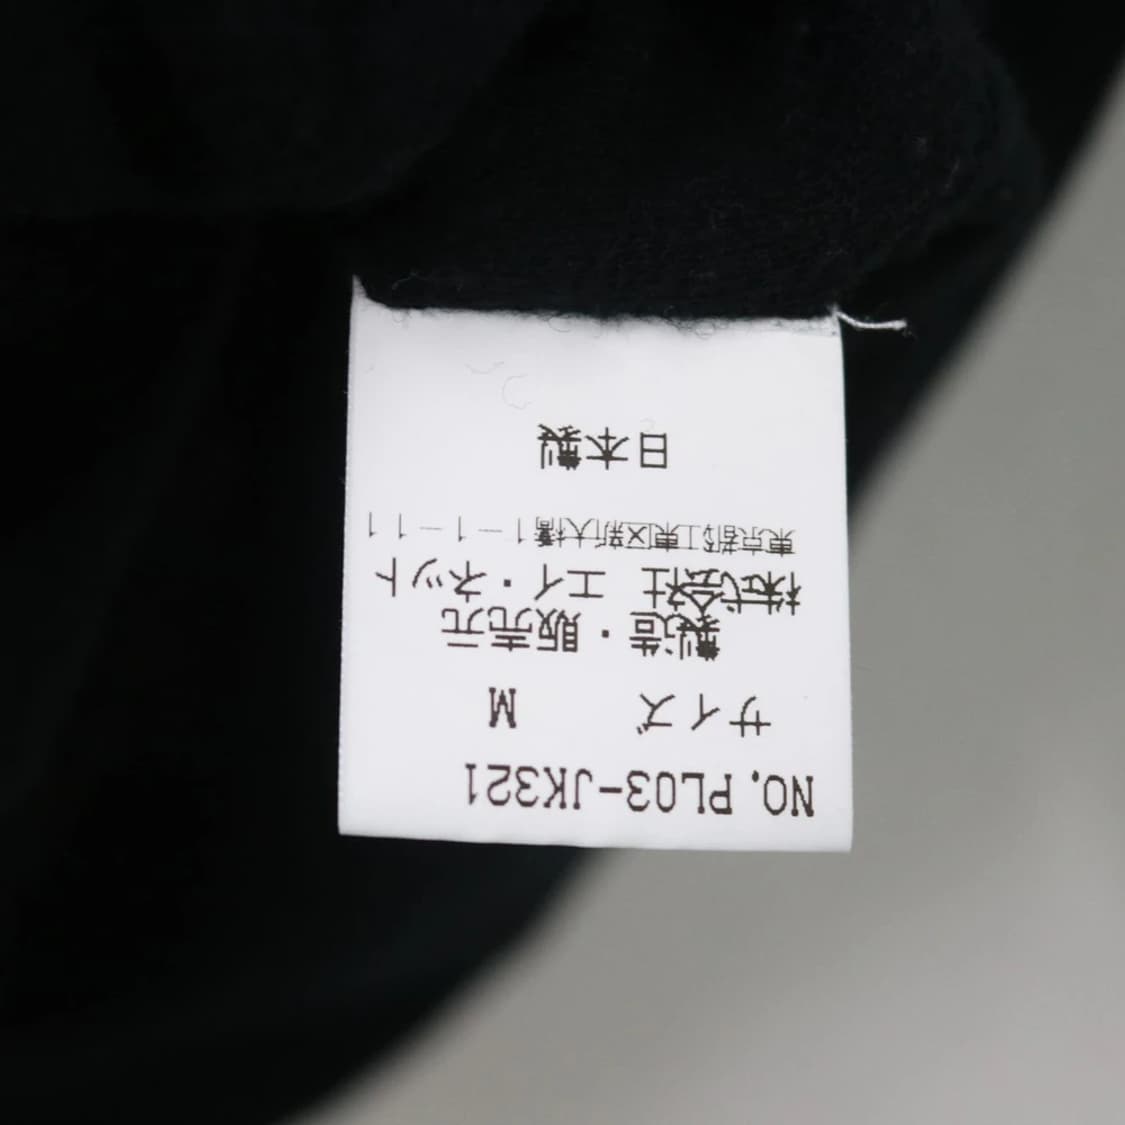 NO. PL03-JK321
サイズ M
製造・販売元
株式会社 エイ・ネット
東京都江東区新大橋1-1-11
日本製